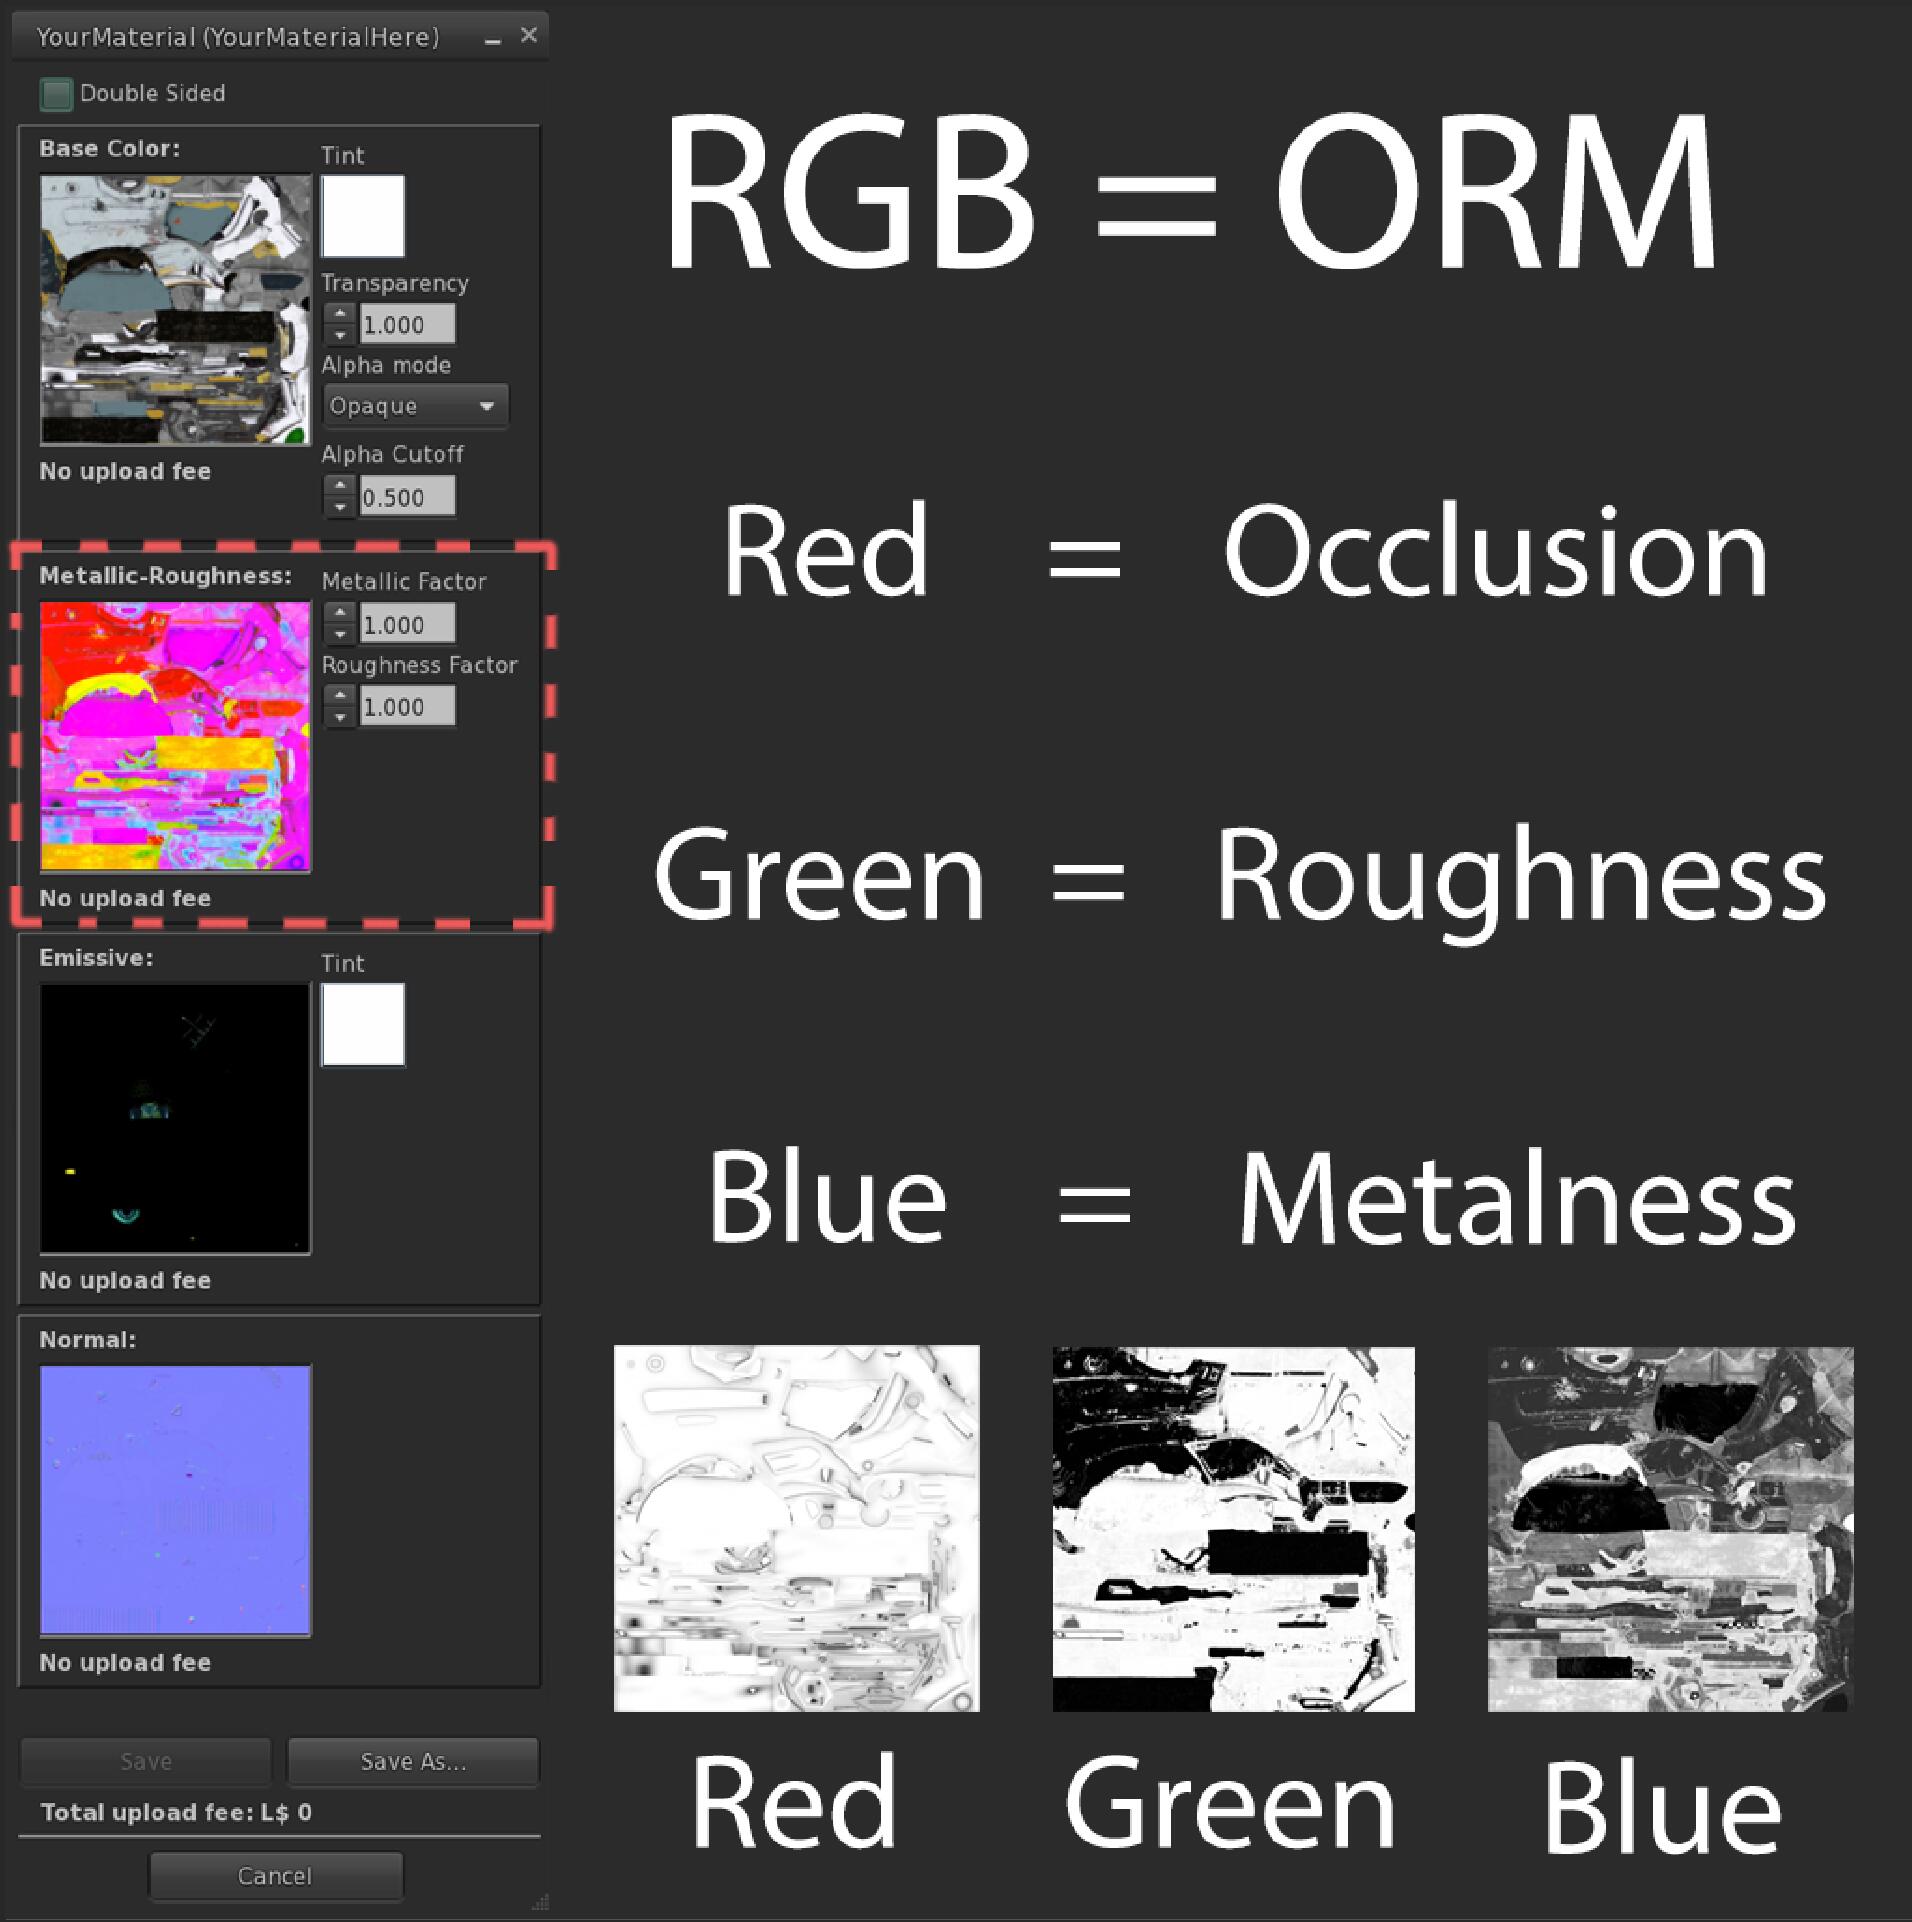 YourMaterial (YourMaterialHere)
Double Sided
Base Color:
Tint
Transparency
1.000
Alpha mode
Opaque
Alpha Cutoff
0.500
No upload fee
Metallic-Roughness:
Metallic Factor
1.000
Roughness Factor
1.000
No upload fee
Emissive:
Tint
No upload fee
Normal:
No upload fee
Save
Save As...
Total upload fee: L$ 0
Cancel
RGB = ORM
Red = Occlusion
Green = Roughness
Blue = Metalness
Red
Green
Blue